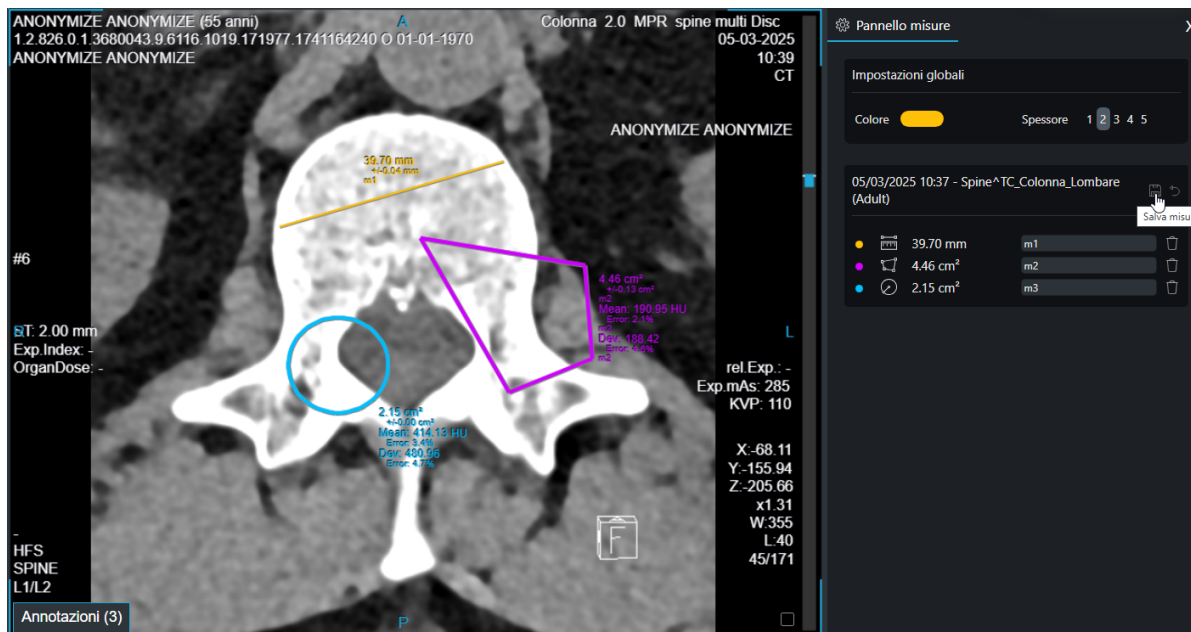 ANONYMIZE ANONYMIZE (55 anni)
1.2.826.0.1.3680043.9.6116.1019.171977.1741164240 O 01-01-1970
ANONYMIZE ANONYMIZE
A
Colonna 2.0 MPR spine multi Disc
05-03-2025
10:39
CT
ANONYMIZE ANONYMIZE
39.70 mm
+/-0.04 mm
m1
#6
4.46 cm²
+/-0.13 cm²
m2
Mean: 190.95 HU
Error: 2.1%
m2
Dev: 188.42
m2
ST: 2.00 mm
Exp.Index: -
OrganDose: -
L
2.15 cm²
+/-0.00 cm²
Mean: 414.13 HU
Error: 3.4%
Dev: 480.96
Error: 4.7%
rel.Exp.: -
Exp.mAs: 285
KVP: 110
X:-68.11
Y:-155.94
Z:-205.66
x1.31
W:355
L:40
45/171
F
-
HFS
SPINE
L1/L2
Annotazioni (3)
P
Pannello misure
Impostazioni globali
Colore
Spessore 1 2 3 4 5
05/03/2025 10:37 - Spine^TC_Colonna_Lombare
(Adult)
Salva misu
39.70 mm m1
4.46 cm² m2
2.15 cm² m3